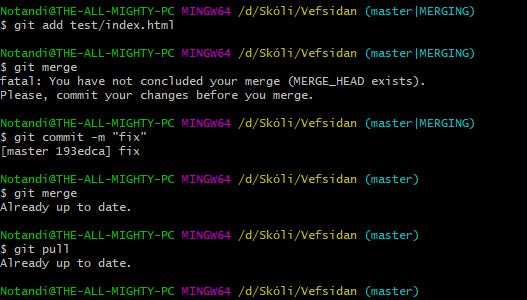 Notandi@THE-ALL-MIGHTY-PC MINGW64 /d/Skóli/Vefsidan (master|MERGING)
$ git add test/index.html
Notandi@THE-ALL-MIGHTY-PC MINGW64 /d/Skóli/Vefsidan (master|MERGING)
$ git merge
fatal: You have not concluded your merge (MERGE_HEAD exists).
Please, commit your changes before you merge.
Notandi@THE-ALL-MIGHTY-PC MINGW64 /d/Skóli/Vefsidan (master|MERGING)
$ git commit -m "fix"
[master 193edca] fix
Notandi@THE-ALL-MIGHTY-PC MINGW64 /d/Skóli/Vefsidan (master)
$ git merge
Already up to date.
Notandi@THE-ALL-MIGHTY-PC MINGW64 /d/Skóli/Vefsidan (master)
$ git pull
Already up to date.
Notandi@THE-ALL-MIGHTY-PC MINGW64 /d/Skóli/Vefsidan (master)